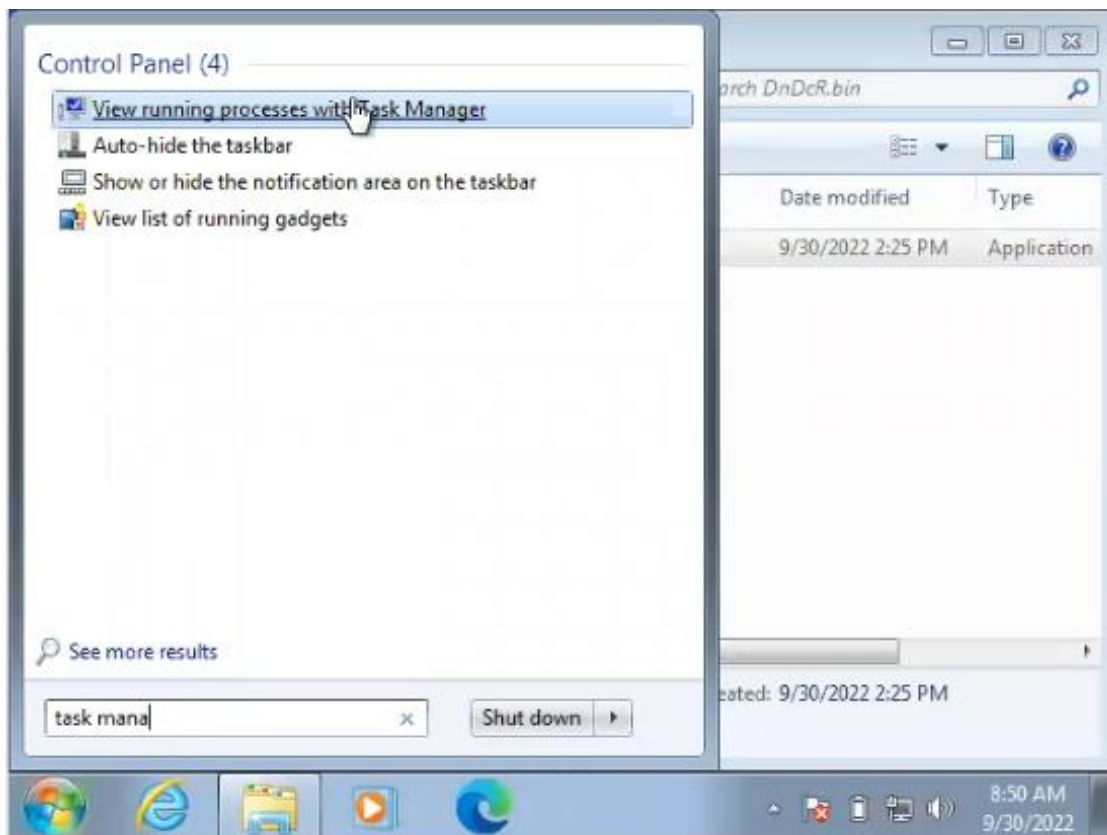 Control Panel (4)
View running processes with Task Manager
Auto-hide the taskbar
Show or hide the notification area on the taskbar
View list of running gadgets
See more results
task mana
Shut down
DnDcR.bin
Date modified Type
9/30/2022 2:25 PM Application
9/30/2022 2:25 PM
8:50 AM
9/30/2022